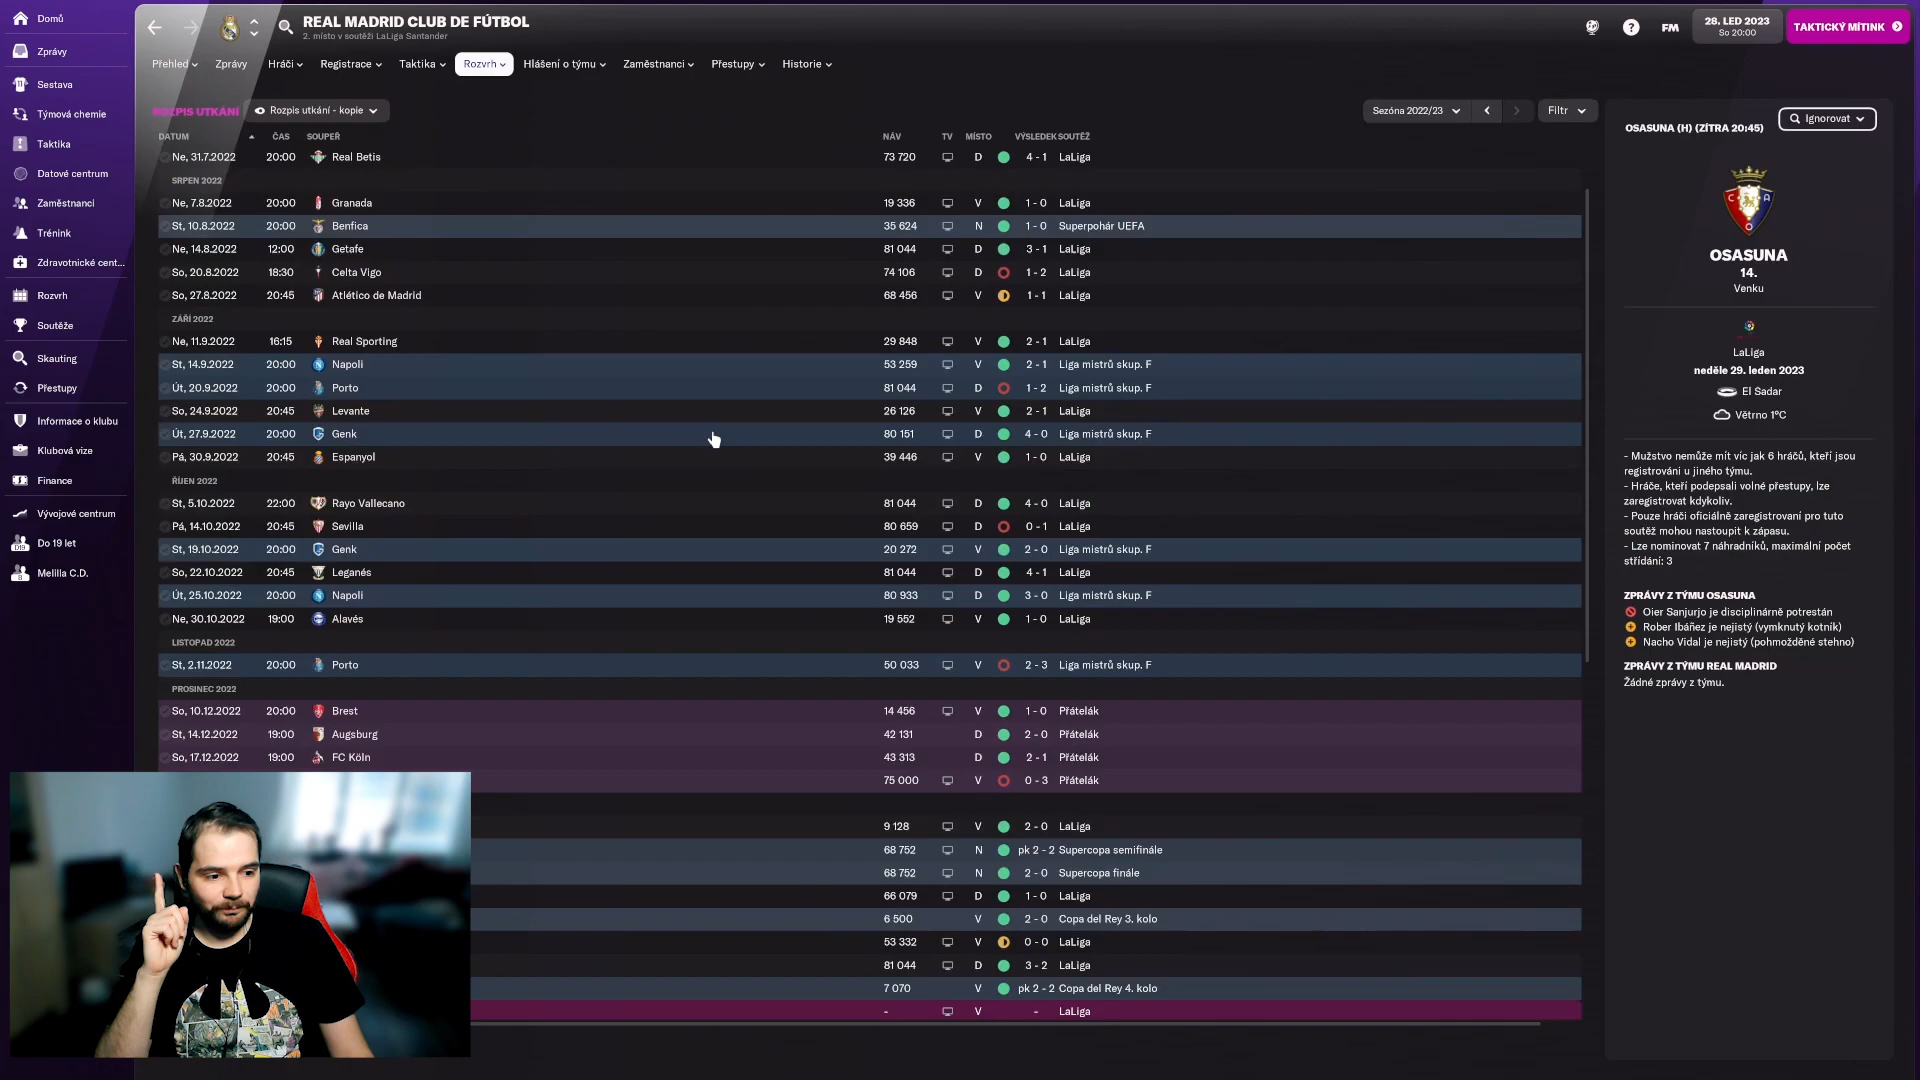 Domů
Zprávy
Sestava
Týmová chemie
Taktika
Datové centrum
Zaměstnanci
Trénink
Zdravotnické cent...
Rozvrh
Soutěže
Skauting
Přestupy
Informace o klubu
Klubová vize
Finance
Vývojové centrum
Do 19 let
Melilla C.D.
REAL MADRID CLUB DE FÚTBOL
2. místo v soutěži LaLiga Santander
FM
28. LED 2023
So 20:00
TAKTICKÝ MÍTINK
Přehled Zprávy Hráči Registrace Taktika Rozvrh Hlášení o týmu Zaměstnanci Přestupy Historie
ROZPIS UTKÁNÍ Rozpis utkání - kopie Sezóna 2022/23 Filtr
DATUM ČAS SOUPEŘ NÁV TV MÍSTO VÝSLEDEK SOUTĚŽ
Ne, 31.7.2022 20:00 Real Betis 73 720 D 4 - 1 LaLiga
SRPEN 2022
Ne, 7.8.2022 20:00 Granada 19 336 V 1 - 0 LaLiga
St, 10.8.2022 20:00 Benfica 35 624 N 1 - 0 Superpohár UEFA
Ne, 14.8.2022 12:00 Getafe 81 044 D 3 - 1 LaLiga
So, 20.8.2022 18:30 Celta Vigo 74 106 D 1 - 2 LaLiga
So, 27.8.2022 20:45 Atlético de Madrid 68 456 V 1 - 1 LaLiga
ZÁŘÍ 2022
Ne, 11.9.2022 16:15 Real Sporting 29 848 V 2 - 1 LaLiga
St, 14.9.2022 20:00 Napoli 53 259 V 2 - 1 Liga mistrů skup. F
Út, 20.9.2022 20:00 Porto 81 044 D 1 - 2 Liga mistrů skup. F
So, 24.9.2022 20:45 Levante 26 126 V 2 - 1 LaLiga
Út, 27.9.2022 20:00 Genk 80 151 D 4 - 0 Liga mistrů skup. F
Pá, 30.9.2022 20:45 Espanyol 39 446 V 1 - 0 LaLiga
ŘÍJEN 2022
St, 5.10.2022 22:00 Rayo Vallecano 81 044 D 4 - 0 LaLiga
Pá, 14.10.2022 20:45 Sevilla 80 659 D 0 - 1 LaLiga
St, 19.10.2022 20:00 Genk 20 272 V 2 - 0 Liga mistrů skup. F
So, 22.10.2022 20:45 Leganés 81 044 D 4 - 1 LaLiga
Út, 25.10.2022 20:00 Napoli 80 933 D 3 - 0 Liga mistrů skup. F
Ne, 30.10.2022 19:00 Alavés 19 552 V 1 - 0 LaLiga
LISTOPAD 2022
St, 2.11.2022 20:00 Porto 50 033 V 2 - 3 Liga mistrů skup. F
PROSINEC 2022
So, 10.12.2022 20:00 Brest 14 456 V 1 - 0 Přátelák
St, 14.12.2022 19:00 Augsburg 42 131 D 2 - 0 Přátelák
So, 17.12.2022 19:00 FC Köln 43 313 D 2 - 1 Přátelák
75 000 V 0 - 3 Přátelák
9 128 V 2 - 0 LaLiga
68 752 N pk 2 - 2 Supercopa semifinále
68 752 N 2 - 0 Supercopa finále
66 079 D 1 - 0 LaLiga
6 500 V 2 - 0 Copa del Rey 3. kolo
53 332 V 0 - 0 LaLiga
81 044 D 3 - 2 LaLiga
7 070 V pk 2 - 2 Copa del Rey 4. kolo
- V - LaLiga
OSASUNA (H) (ZÍTRA 20:45)
Ignorovat
OSASUNA
14.
Venku
LaLiga
neděle 29. leden 2023
El Sadar
Větrno 1°C
- Mužstvo nemůže mít víc jak 6 hráčů, kteří jsou
registrováni u jiného týmu.
- Hráče, kteří podepsali volné přestupy, lze
zaregistrovat kdykoliv.
- Pouze hráči oficiálně zaregistrovaní pro tuto
soutěž mohou nastoupit k zápasu.
- Lze nominovat 7 náhradníků, maximální počet
střídání: 3
ZPRÁVY Z TÝMU OSASUNA
Oier Sanjurjo je disciplinárně potrestán
Rober Ibáñez je nejistý (vymknutý kotník)
Nacho Vidal je nejistý (pohmožděné stehno)
ZPRÁVY Z TÝMU REAL MADRID
Žádné zprávy z týmu.